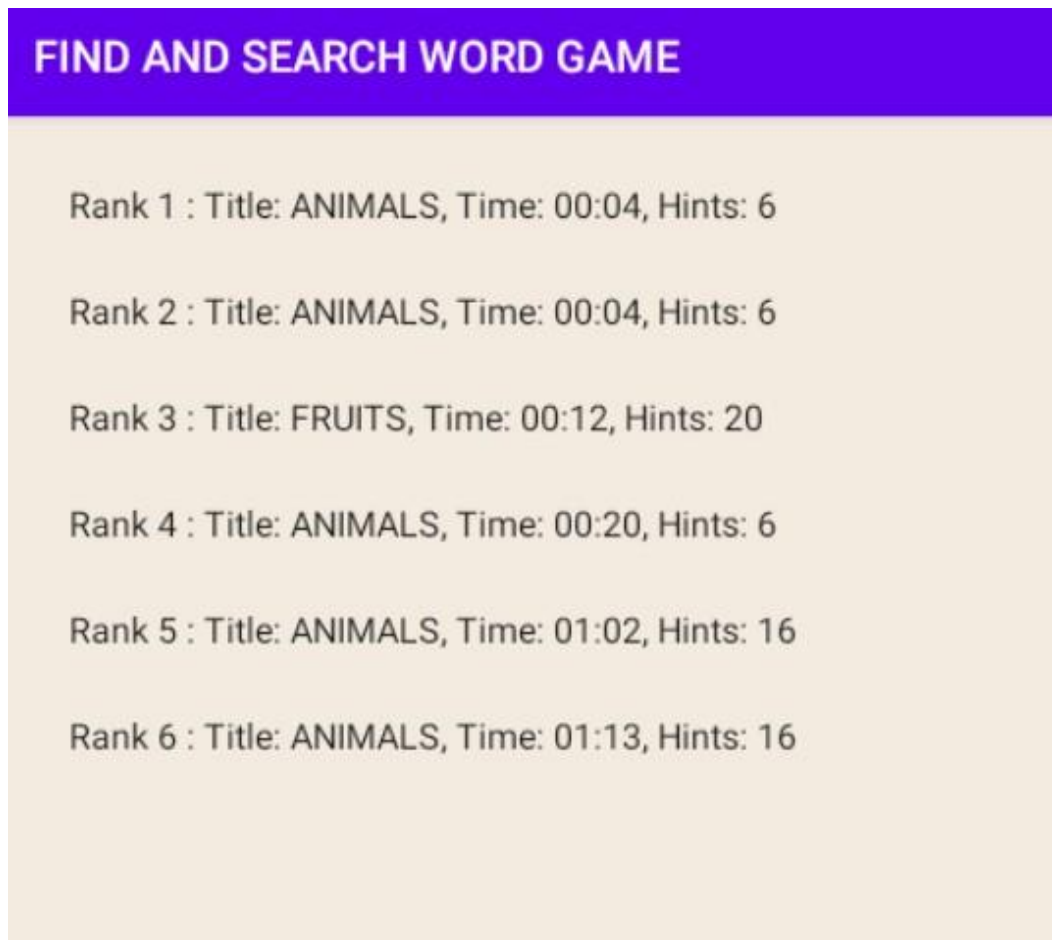 FIND AND SEARCH WORD GAME
Rank 1 : Title: ANIMALS, Time: 00:04, Hints: 6
Rank 2 : Title: ANIMALS, Time: 00:04, Hints: 6
Rank 3 : Title: FRUITS, Time: 00:12, Hints: 20
Rank 4 : Title: ANIMALS, Time: 00:20, Hints: 6
Rank 5 : Title: ANIMALS, Time: 01:02, Hints: 16
Rank 6 : Title: ANIMALS, Time: 01:13, Hints: 16